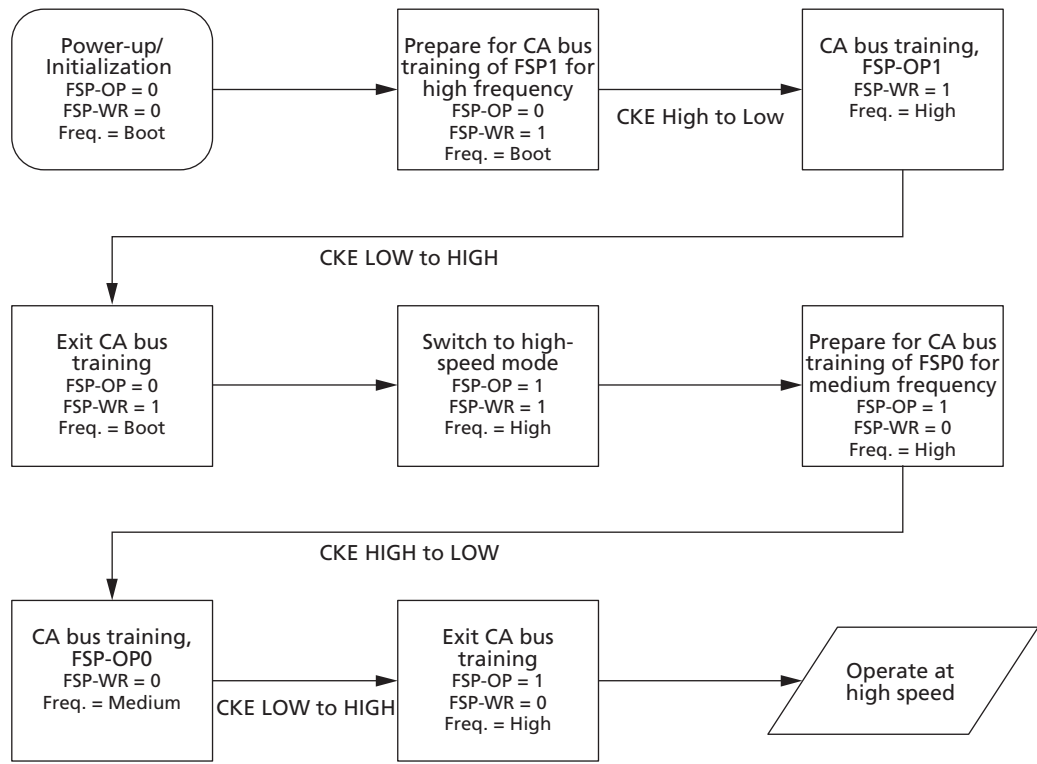 Power-up/
Initialization
FSP-OP = 0
FSP-WR = 0
Freq. = Boot
Prepare for CA bus
training of FSP1 for
high frequency
FSP-OP = 0
FSP-WR = 1
Freq. = Boot
CKE High to Low
CA bus training,
FSP-OP1
FSP-WR = 1
Freq. = High
CKE LOW to HIGH
Exit CA bus
training
FSP-OP = 0
FSP-WR = 1
Freq. = Boot
Switch to high-
speed mode
FSP-OP = 1
FSP-WR = 1
Freq. = High
Prepare for CA bus
training of FSP0 for
medium frequency
FSP-OP = 1
FSP-WR = 0
Freq. = High
CKE HIGH to LOW
CA bus training,
FSP-OP0
FSP-WR = 0
Freq. = Medium
CKE LOW to HIGH
Exit CA bus
training
FSP-OP = 1
FSP-WR = 0
Freq. = High
Operate at
high speed